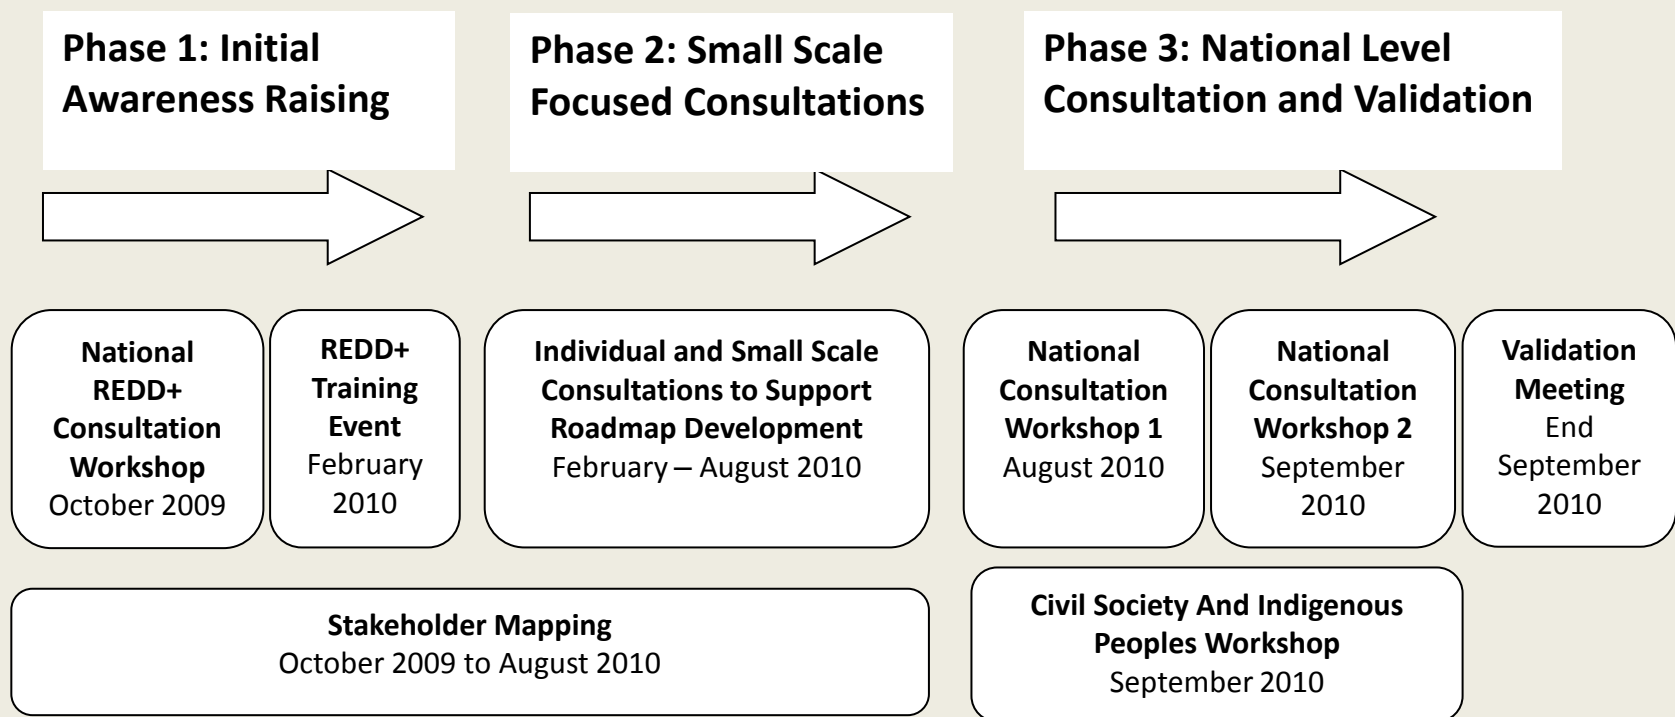 Phase 1: Initial
Awareness Raising
Phase 2: Small Scale
Focused Consultations
Phase 3: National Level
Consultation and Validation
National
REDD+
Consultation
Workshop
October 2009
REDD+
Training
Event
February
2010
Individual and Small Scale
Consultations to Support
Roadmap Development
February – August 2010
National
Consultation
Workshop 1
August 2010
National
Consultation
Workshop 2
September
2010
Validation
Meeting
End
September
2010
Stakeholder Mapping
October 2009 to August 2010
Civil Society And Indigenous
Peoples Workshop
September 2010